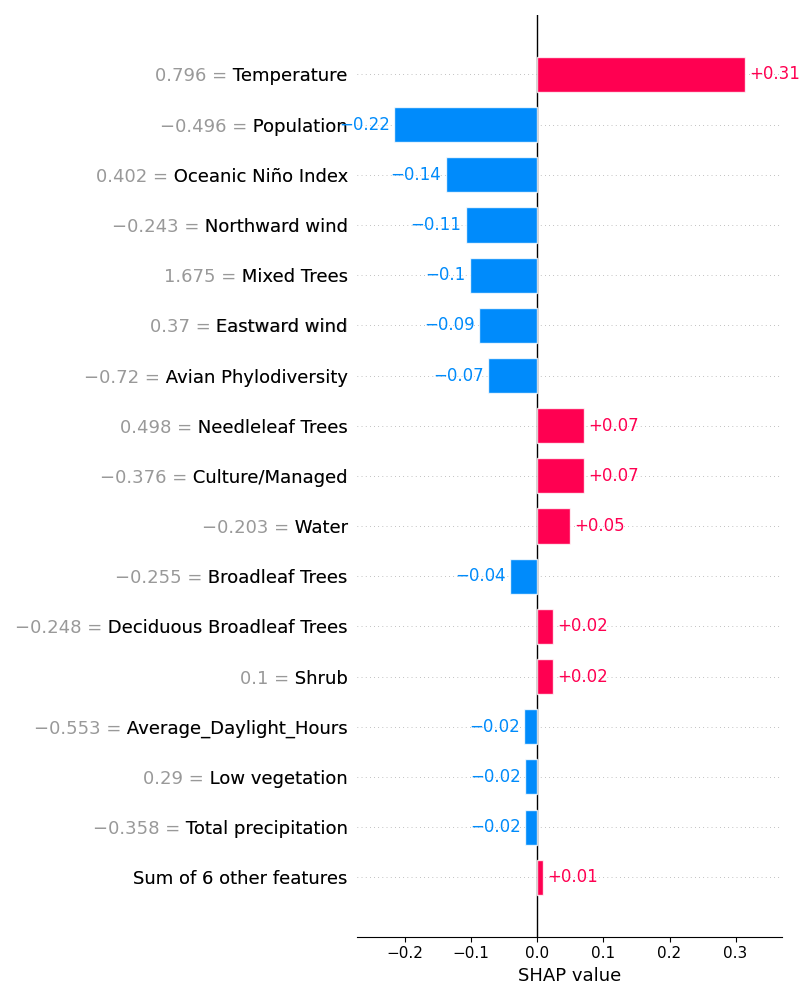 0.796 = Temperature +0.31
−0.496 = Population −0.22
0.402 = Oceanic Niño Index −0.14
−0.243 = Northward wind −0.11
1.675 = Mixed Trees −0.1
0.37 = Eastward wind −0.09
−0.72 = Avian Phylodiversity −0.07
0.498 = Needleleaf Trees +0.07
−0.376 = Culture/Managed +0.07
−0.203 = Water +0.05
−0.255 = Broadleaf Trees −0.04
−0.248 = Deciduous Broadleaf Trees +0.02
0.1 = Shrub +0.02
−0.553 = Average_Daylight_Hours −0.02
0.29 = Low vegetation −0.02
−0.358 = Total precipitation −0.02
Sum of 6 other features +0.01
−0.2 −0.1 0.0 0.1 0.2 0.3
SHAP value